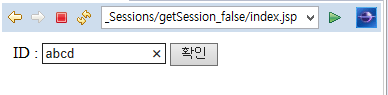 _Sessions/getSession_false/index.jsp
ID : abcd 확인